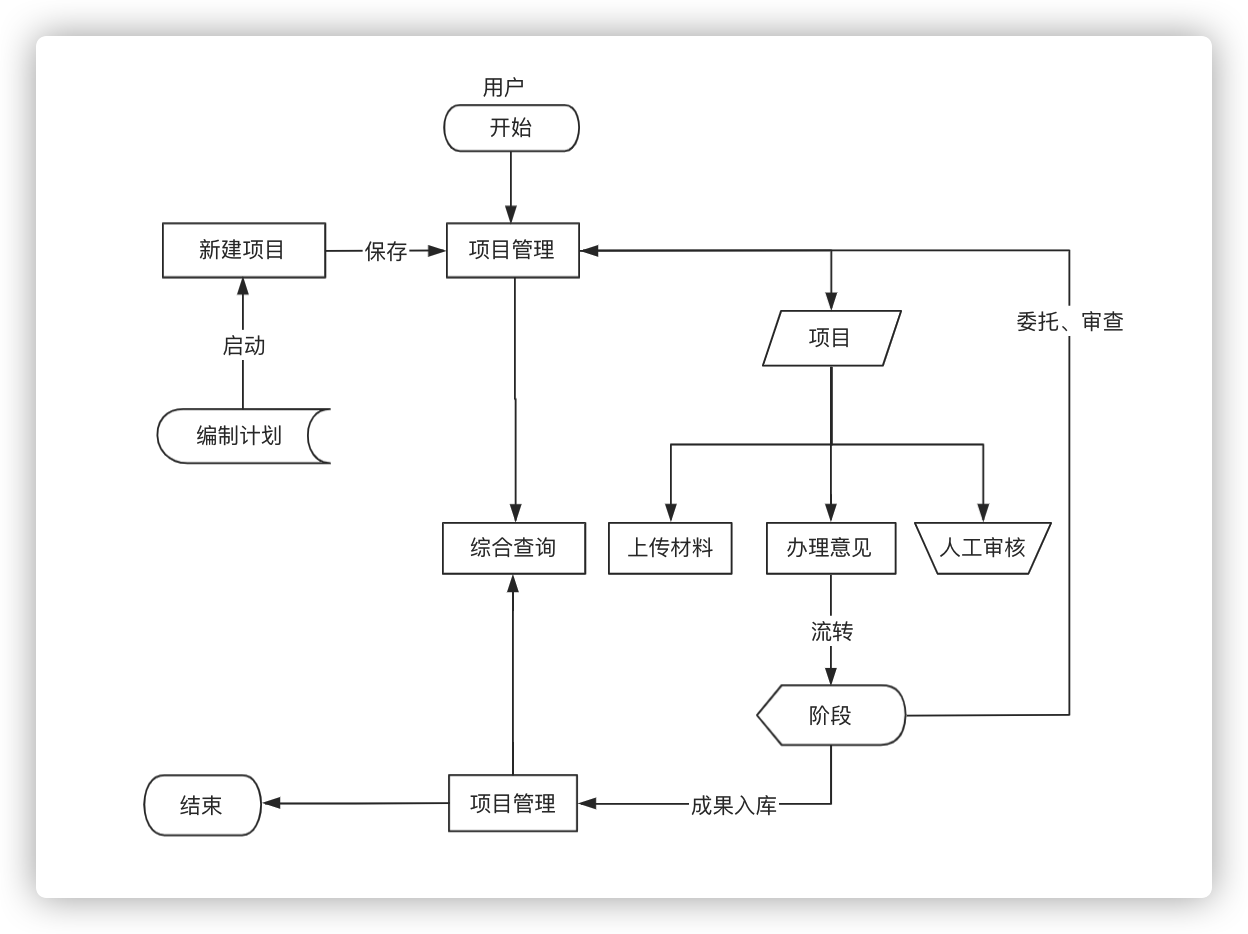 用户
开始
新建项目
保存
项目管理
委托、审查
项目
启动
编制计划
综合查询
上传材料
办理意见
人工审核
流转
阶段
结束
项目管理
成果入库